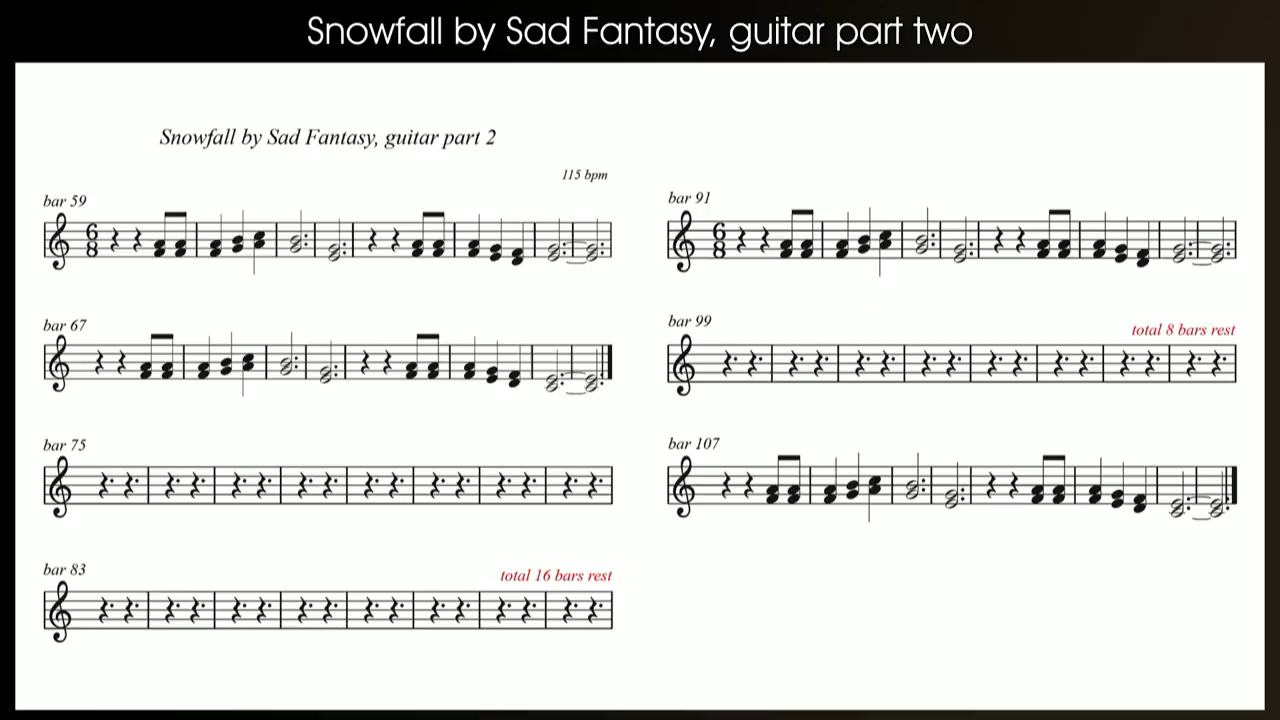 Snowfall by Sad Fantasy, guitar part two
Snowfall by Sad Fantasy, guitar part 2
115 bpm
bar 59
6
8
bar 67
bar 75
bar 83
total 16 bars rest
bar 91
6
8
bar 99
total 8 bars rest
bar 107